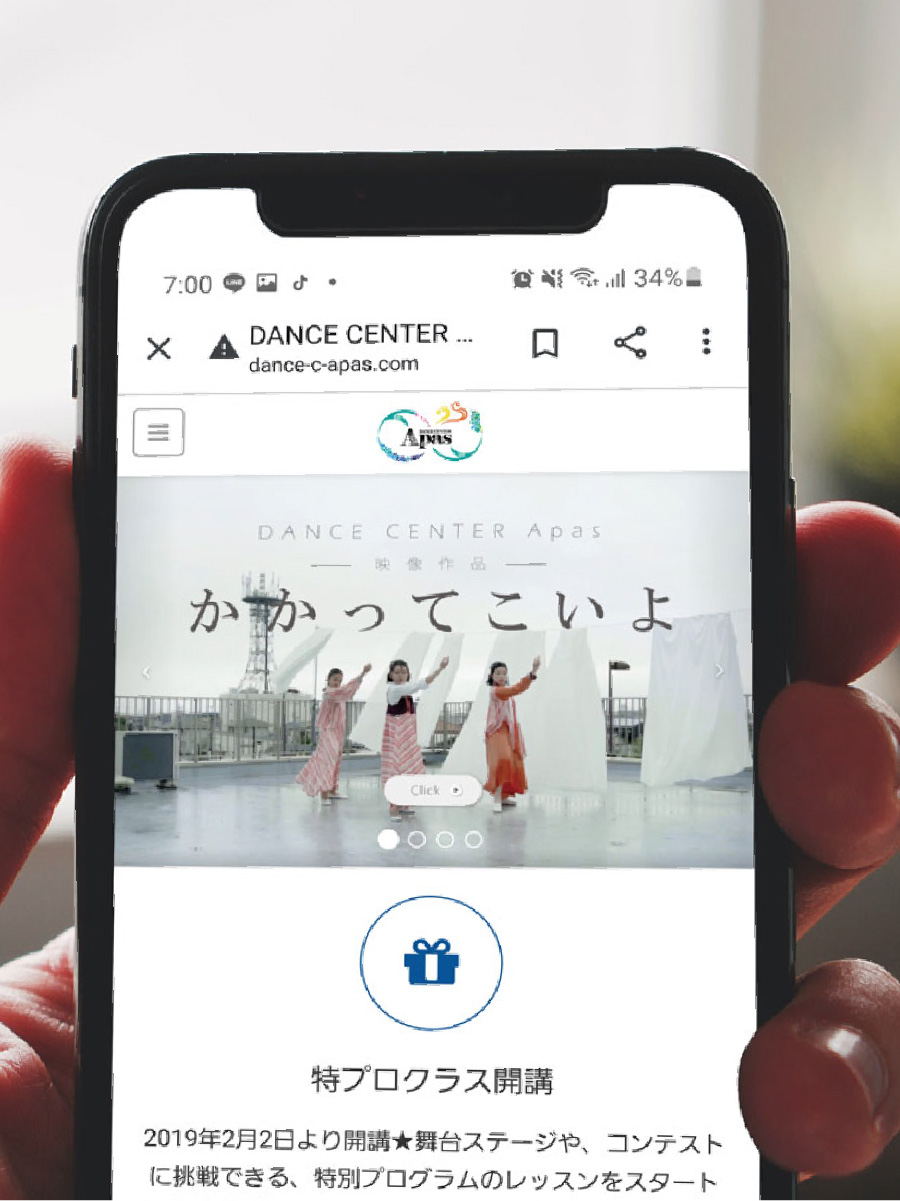 7:00
34%
DANCE CENTER ...
dance-c-apas.com
Apas
DANCE CENTER Apas
映像作品
かかってこいよ
Click
特プロクラス開講
2019年2月2日より開講★舞台ステージや、コンテスト
に挑戦できる、特別プログラムのレッスンをスタート